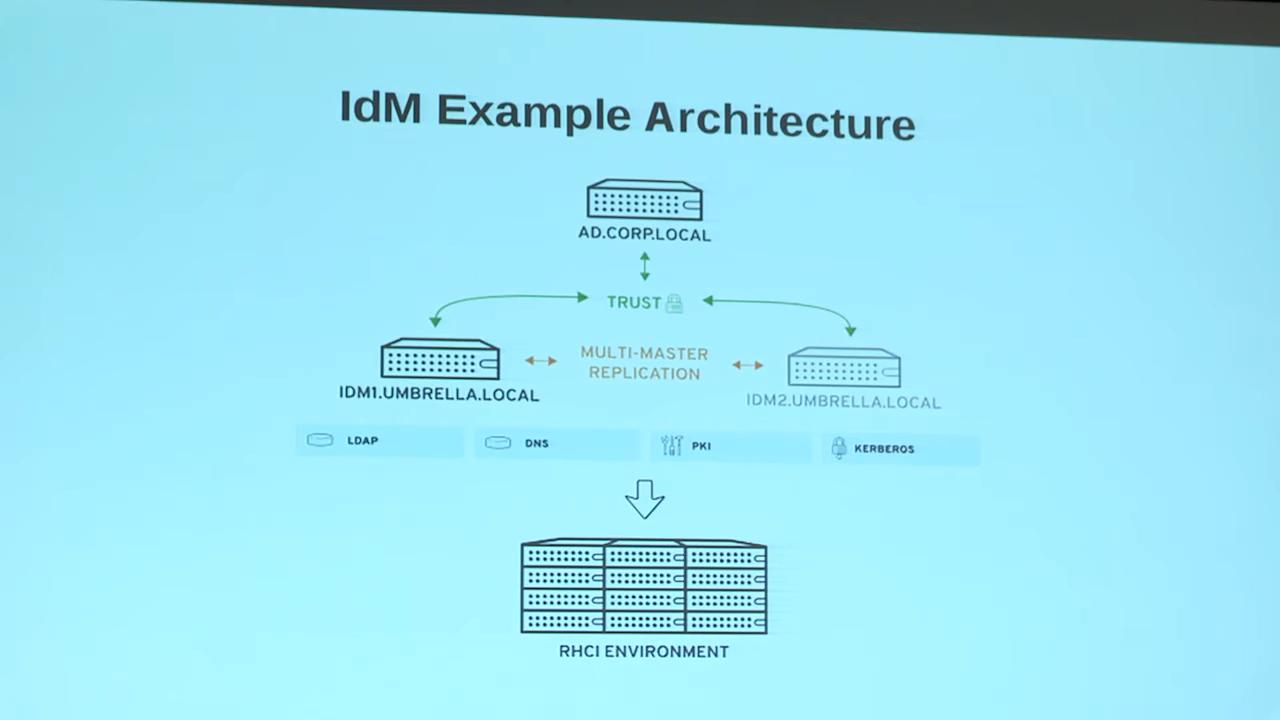 IdM Example Architecture
AD.CORP.LOCAL
TRUST
MULTI-MASTER
REPLICATION
IDM1.UMBRELLA.LOCAL
IDM2.UMBRELLA.LOCAL
LDAP
DNS
PKI
KERBEROS
RHCI ENVIRONMENT